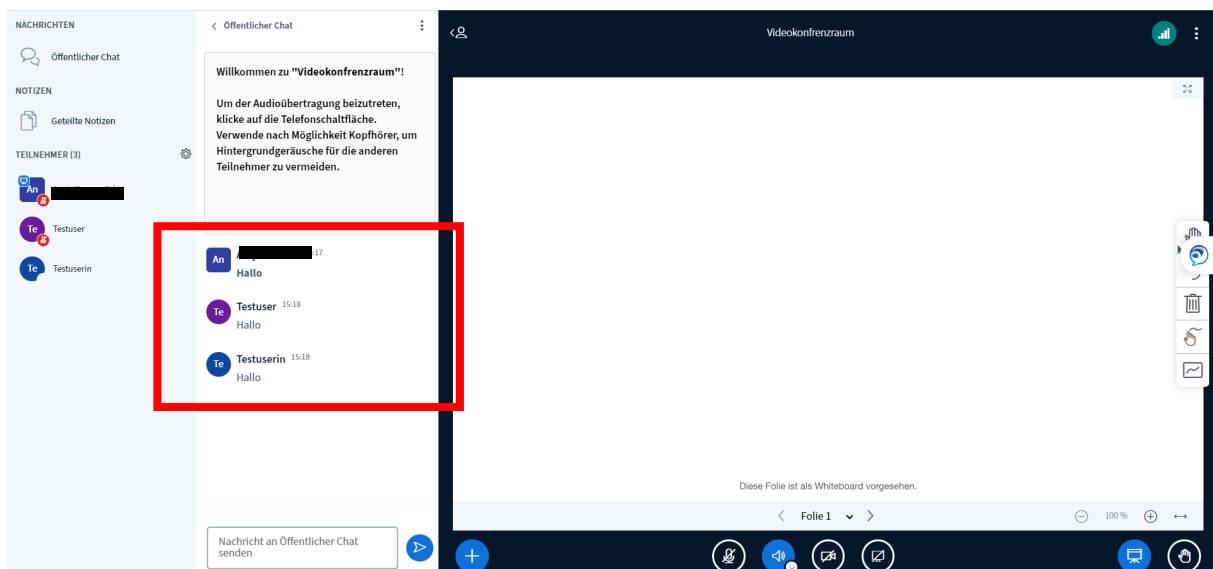 NACHRICHTEN
Öffentlicher Chat
NOTIZEN
Geteilte Notizen
TEILNEHMER (3)
An
Te
Testuser
Te
Testuserin
Öffentlicher Chat
Willkommen zu "Videokonfrenzraum"!
Um der Audioübertragung beizutreten,
klicke auf die Telefonschaltfläche.
Verwende nach Möglichkeit Kopfhörer, um
Hintergrundgeräusche für die anderen
Teilnehmer zu vermeiden.
An
:17
Hallo
Te
Testuser 15:18
Hallo
Te
Testuserin 15:18
Hallo
Nachricht an Öffentlicher Chat
senden
Videokonfrenzraum
Diese Folie ist als Whiteboard vorgesehen.
Folie 1
100 %